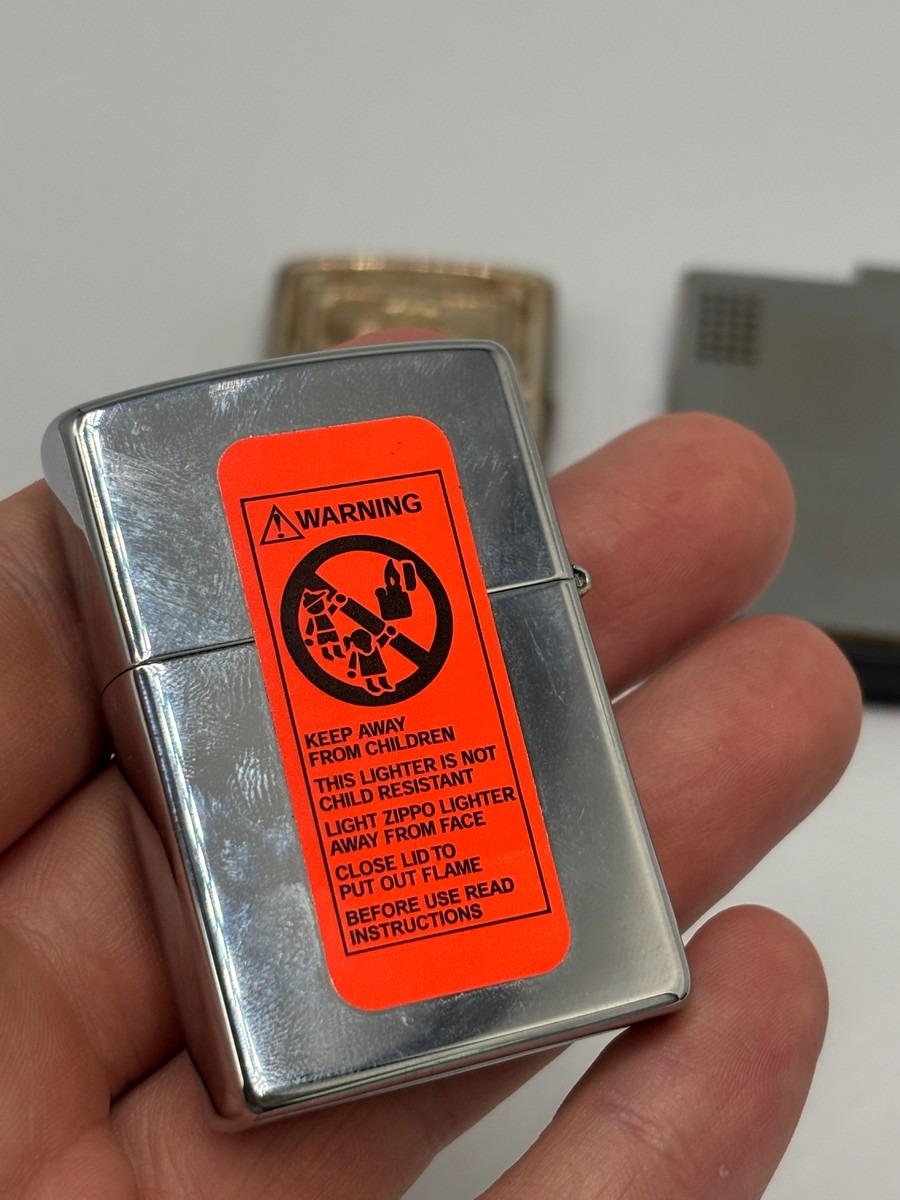 WARNING
KEEP AWAY
FROM CHILDREN
THIS LIGHTER IS NOT
CHILD RESISTANT
LIGHT ZIPPO LIGHTER
AWAY FROM FACE
CLOSE LID TO
PUT OUT FLAME
BEFORE USE READ
INSTRUCTIONS